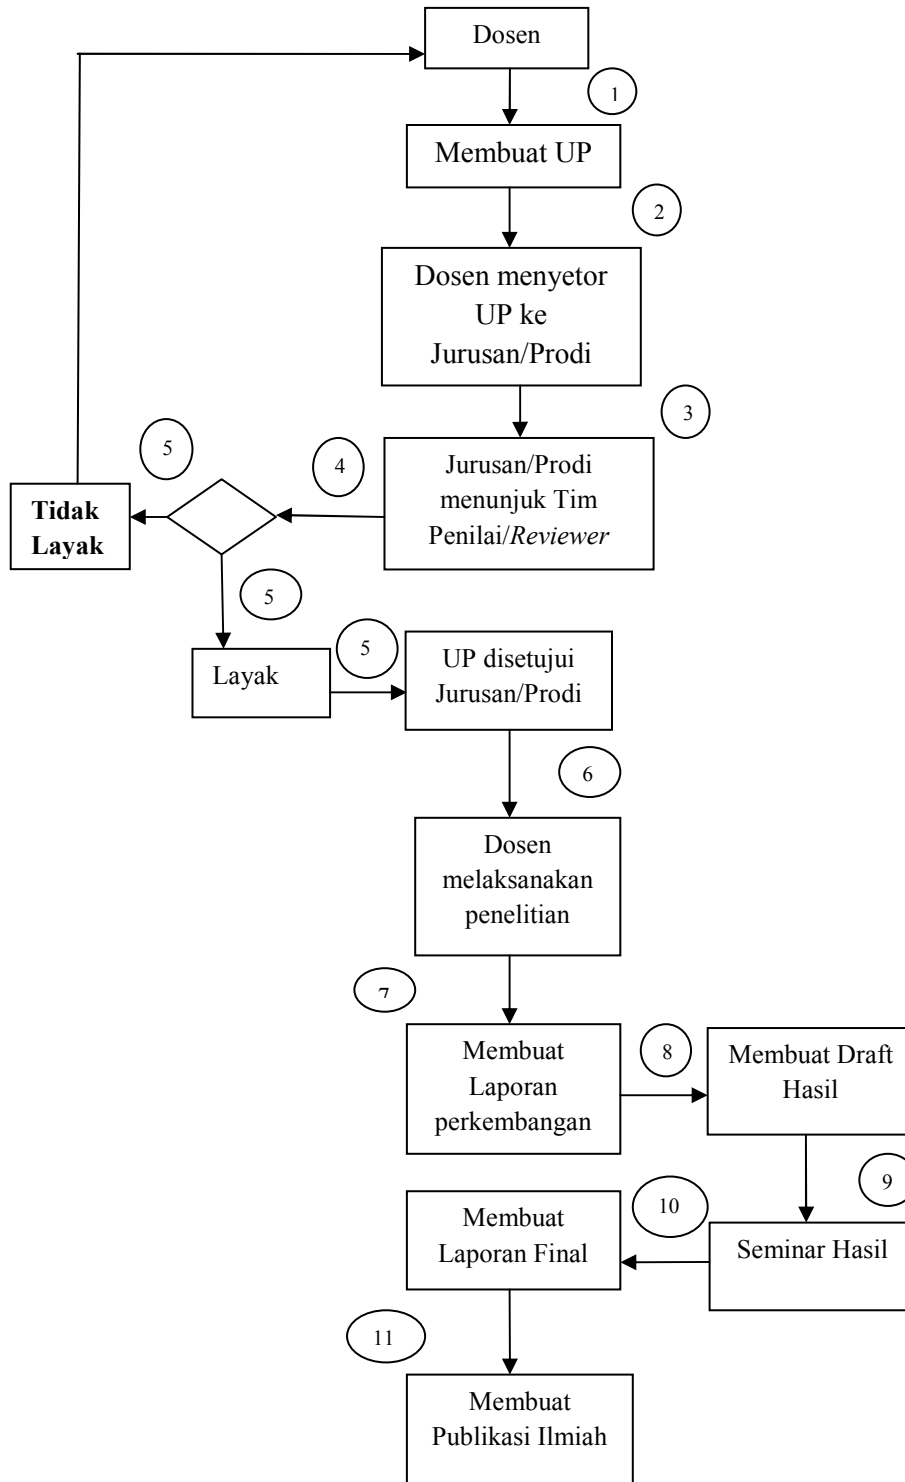 Dosen
1
Membuat UP
2
Dosen menyetor
UP ke
Jurusan/Prodi
3
Jurusan/Prodi
menunjuk Tim
Penilai/Reviewer
4
5
Tidak
Layak
5
Layak
5
UP disetujui
Jurusan/Prodi
6
Dosen
melaksanakan
penelitian
7
Membuat
Laporan
perkembangan
8
Membuat Draft
Hasil
9
Seminar Hasil
10
Membuat
Laporan Final
11
Membuat
Publikasi Ilmiah